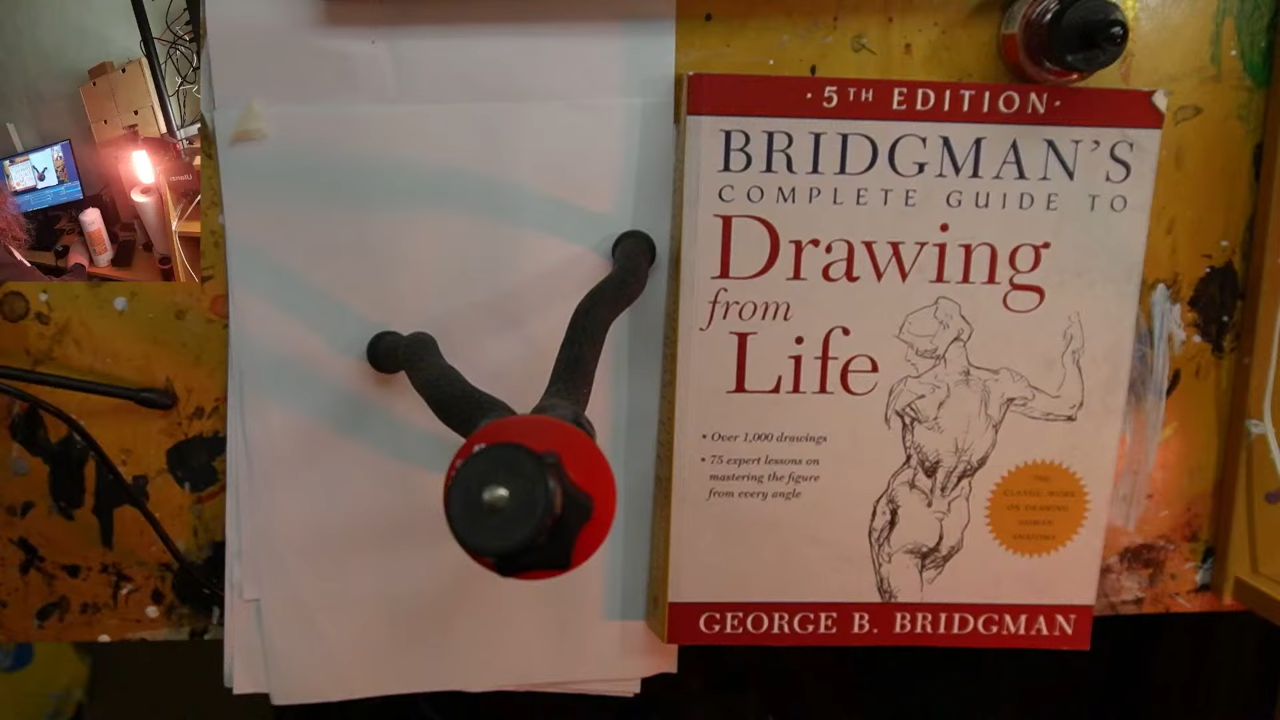 · 5TH EDITION ·
BRIDGMAN'S
COMPLETE GUIDE TO
Drawing
from
Life
• Over 1,000 drawings
• 75 expert lessons on
mastering the figure
from every angle
THE
CLASSIC WORK
ON DRAWING
HUMAN
ANATOMY
GEORGE B. BRIDGMAN